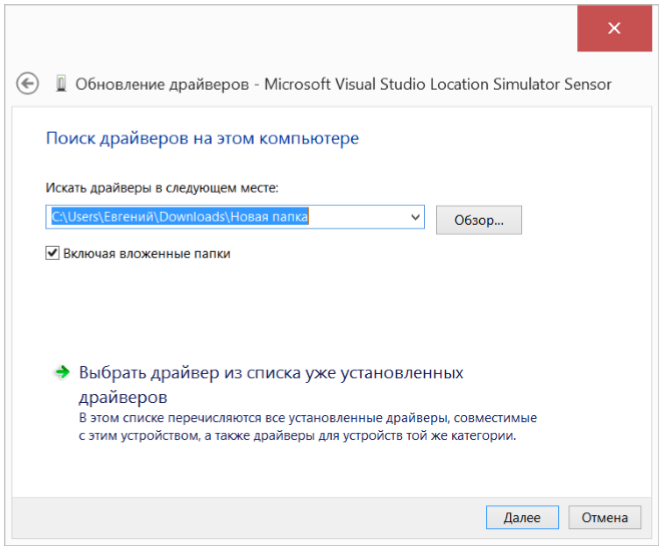 Обновление драйверов - Microsoft Visual Studio Location Simulator Sensor
Поиск драйверов на этом компьютере
Искать драйверы в следующем месте:
C:\Users\Евгений\Downloads\Новая папка
Обзор...
Включая вложенные папки
Выбрать драйвер из списка уже установленных
драйверов
В этом списке перечисляются все установленные драйверы, совместимые
с этим устройством, а также драйверы для устройств той же категории.
Далее
Отмена